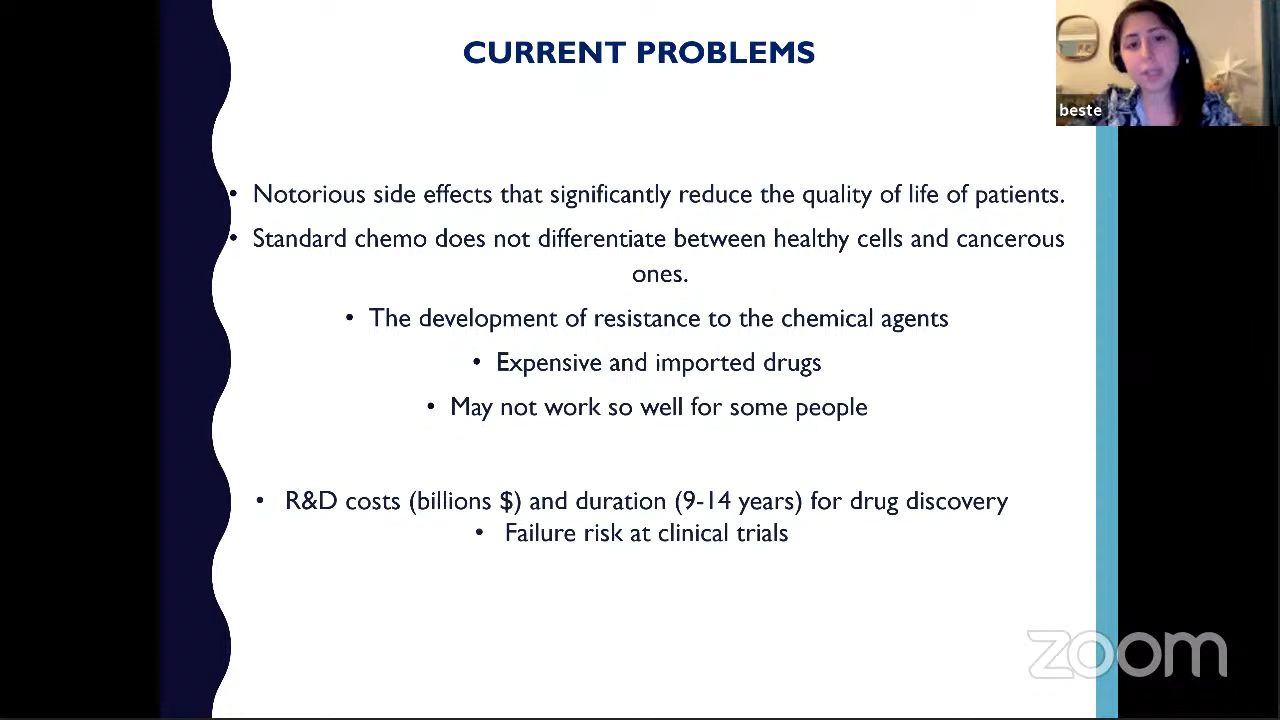 CURRENT PROBLEMS
beste
• Notorious side effects that significantly reduce the quality of life of patients.
• Standard chemo does not differentiate between healthy cells and cancerous
ones.
• The development of resistance to the chemical agents
• Expensive and imported drugs
• May not work so well for some people
• R&D costs (billions $) and duration (9-14 years) for drug discovery
• Failure risk at clinical trials
zoom